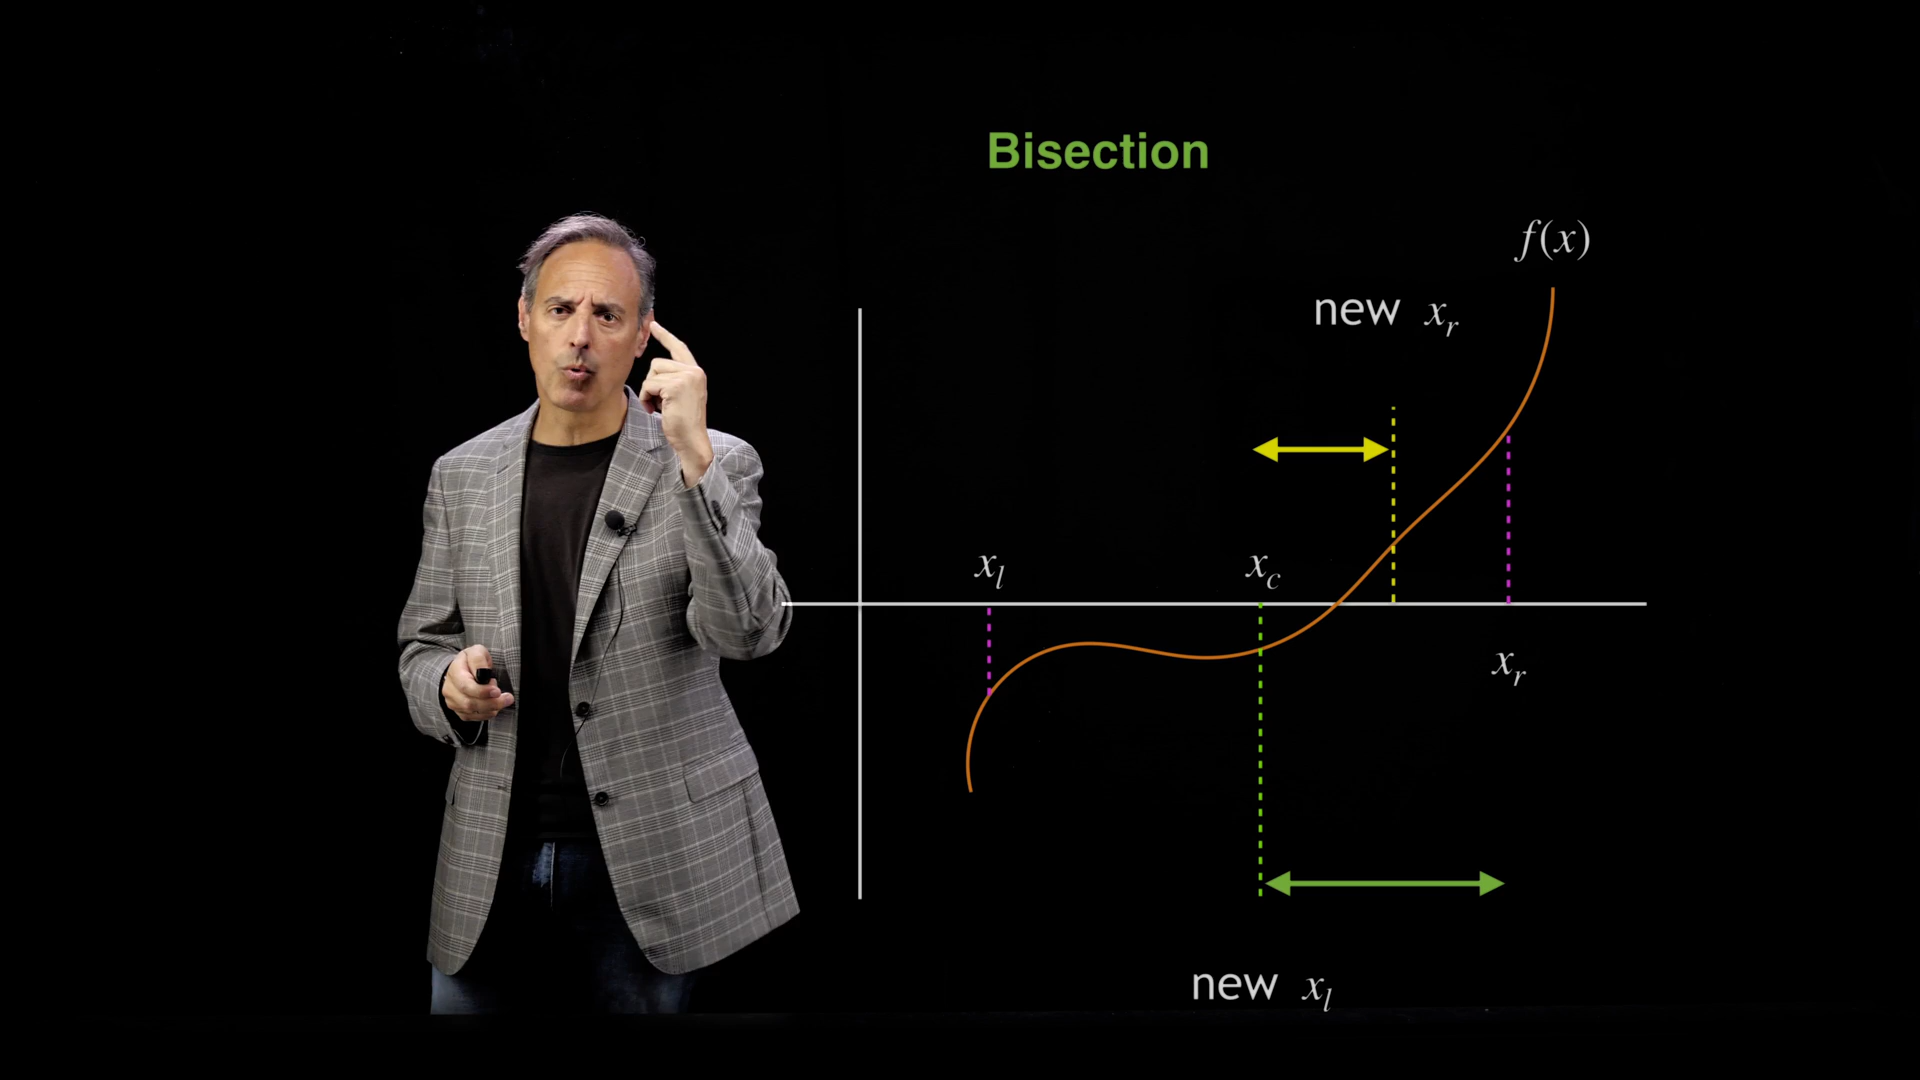 Bisection
f(x)
new x_r
x_l
x_c
x_r
new x_l